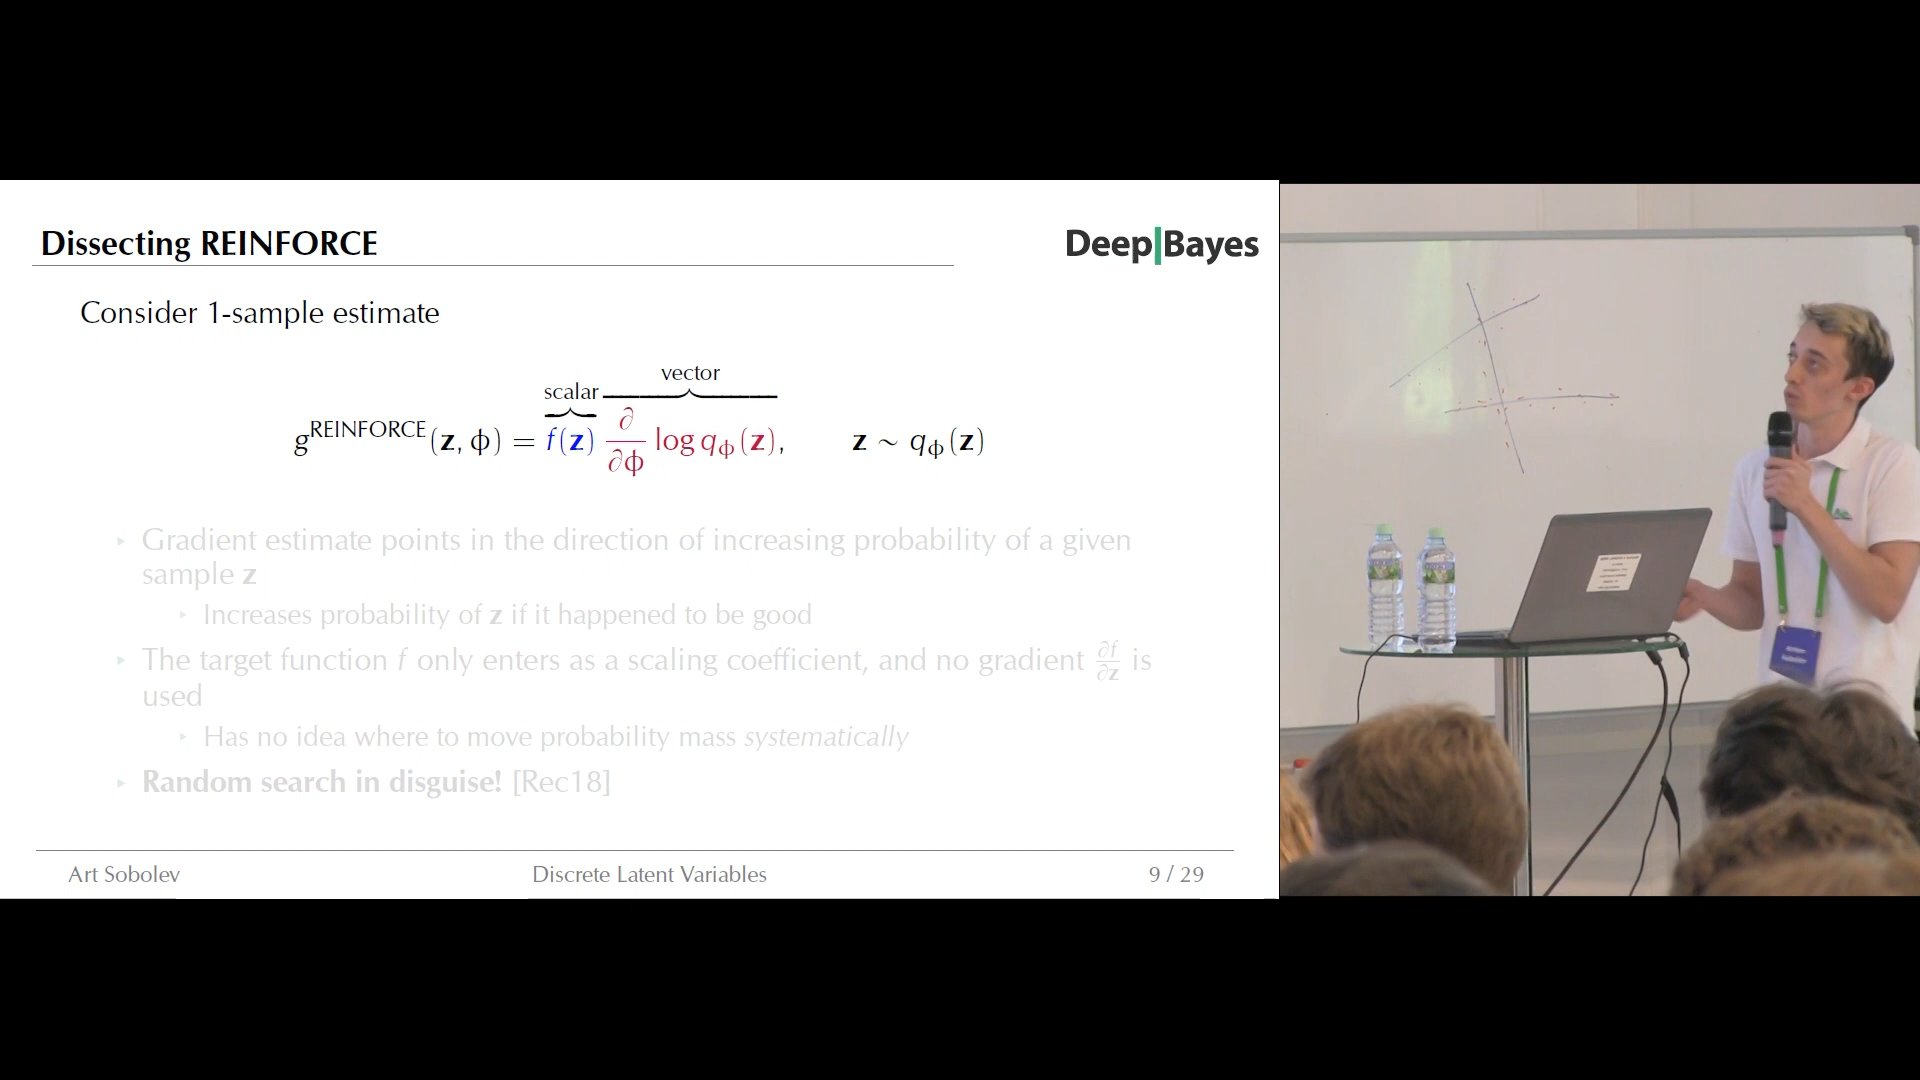 Dissecting REINFORCE
Deep|Bayes
Consider 1-sample estimate
scalar
vector
g^REINFORCE(z, ϕ) = f(z) ∂/∂ϕ log q_ϕ(z), z ∼ q_ϕ(z)
‣ Gradient estimate points in the direction of increasing probability of a given
sample z
‣ Increases probability of z if it happened to be good
‣ The target function f only enters as a scaling coefficient, and no gradient ∂f/∂z is
used
‣ Has no idea where to move probability mass systematically
‣ Random search in disguise! [Rec18]
Art Sobolev
Discrete Latent Variables
9 / 29